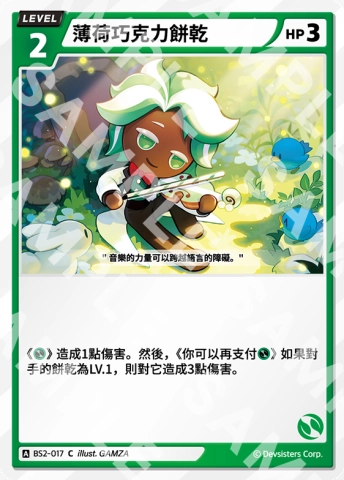 LEVEL
2
薄荷巧克力餅乾
HP 3
"音樂的力量可以跨越語言的障礙。"
《》造成1點傷害。然後，《你可以再支付》如果對
手的餅乾為LV.1，則對它造成3點傷害。
A BS2-017 C illust. GAMZA
© Devsisters Corp.
SAMPLE